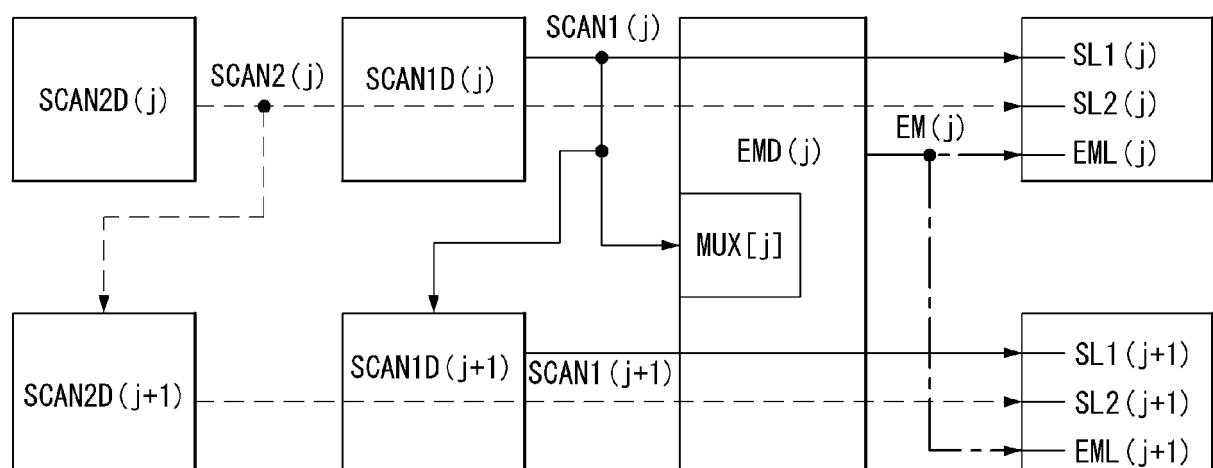 SCAN1(j)
SCAN2D(j)
SCAN2(j)
SCAN1D(j)
EMD(j)
EM(j)
SL1(j)
SL2(j)
EML(j)
MUX[j]
SCAN2D(j+1)
SCAN1D(j+1)
SCAN1(j+1)
SL1(j+1)
SL2(j+1)
EML(j+1)